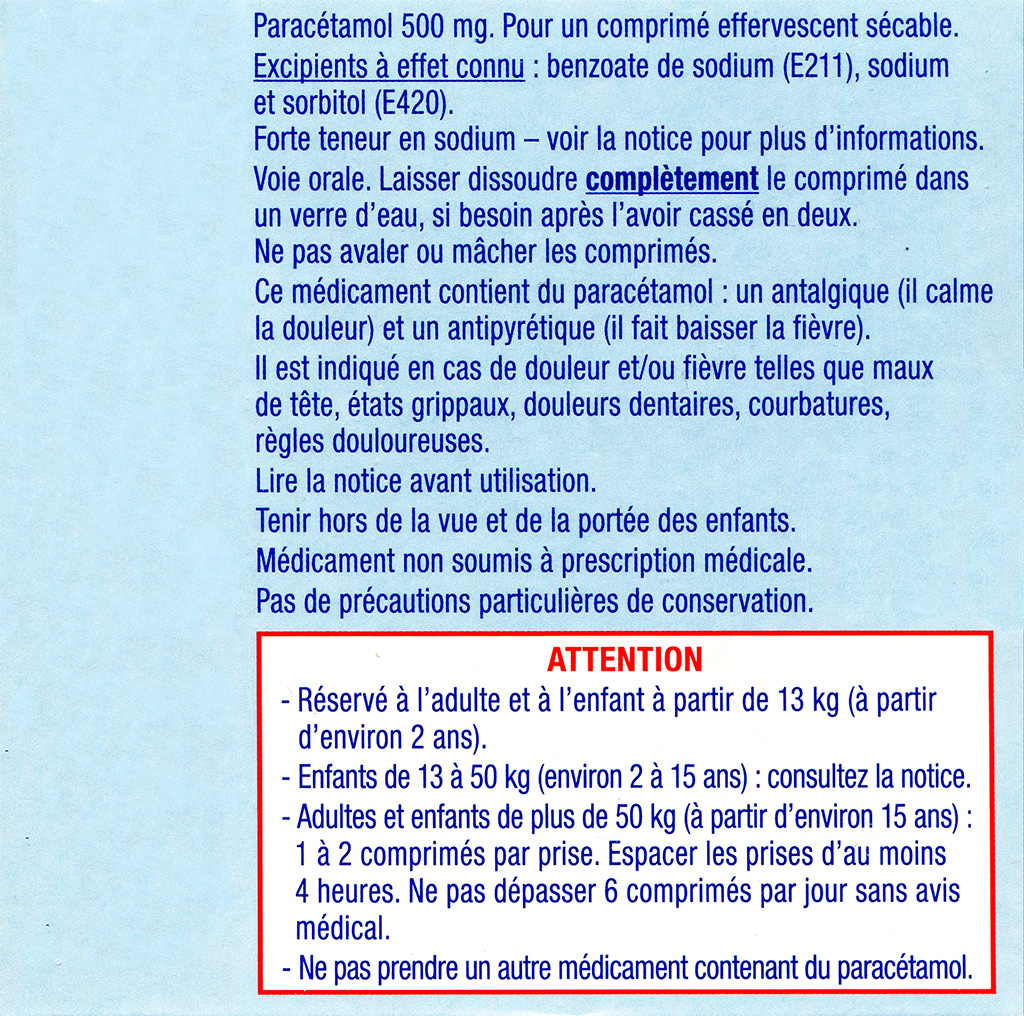 Paracétamol 500 mg. Pour un comprimé effervescent sécable.
Excipients à effet connu : benzoate de sodium (E211), sodium
et sorbitol (E420).
Forte teneur en sodium – voir la notice pour plus d’informations.
Voie orale. Laisser dissoudre complètement le comprimé dans
un verre d’eau, si besoin après l’avoir cassé en deux.
Ne pas avaler ou mâcher les comprimés.
Ce médicament contient du paracétamol : un antalgique (il calme
la douleur) et un antipyrétique (il fait baisser la fièvre).
Il est indiqué en cas de douleur et/ou fièvre telles que maux
de tête, états grippaux, douleurs dentaires, courbatures,
règles douloureuses.
Lire la notice avant utilisation.
Tenir hors de la vue et de la portée des enfants.
Médicament non soumis à prescription médicale.
Pas de précautions particulières de conservation.
ATTENTION
- Réservé à l’adulte et à l’enfant à partir de 13 kg (à partir
d’environ 2 ans).
- Enfants de 13 à 50 kg (environ 2 à 15 ans) : consultez la notice.
- Adultes et enfants de plus de 50 kg (à partir d’environ 15 ans) :
1 à 2 comprimés par prise. Espacer les prises d’au moins
4 heures. Ne pas dépasser 6 comprimés par jour sans avis
médical.
- Ne pas prendre un autre médicament contenant du paracétamol.